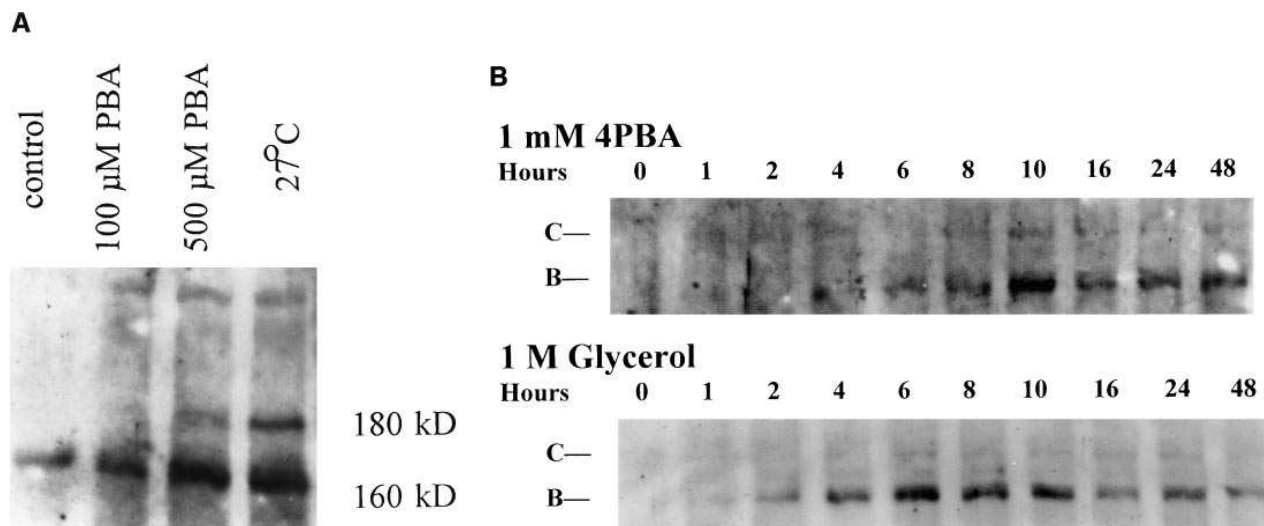 A
control
100 µM PBA
500 µM PBA
27°C
180 kD
160 kD
B
1 mM 4PBA
Hours 0 1 2 4 6 8 10 16 24 48
C—
B—
1 M Glycerol
Hours 0 1 2 4 6 8 10 16 24 48
C—
B—